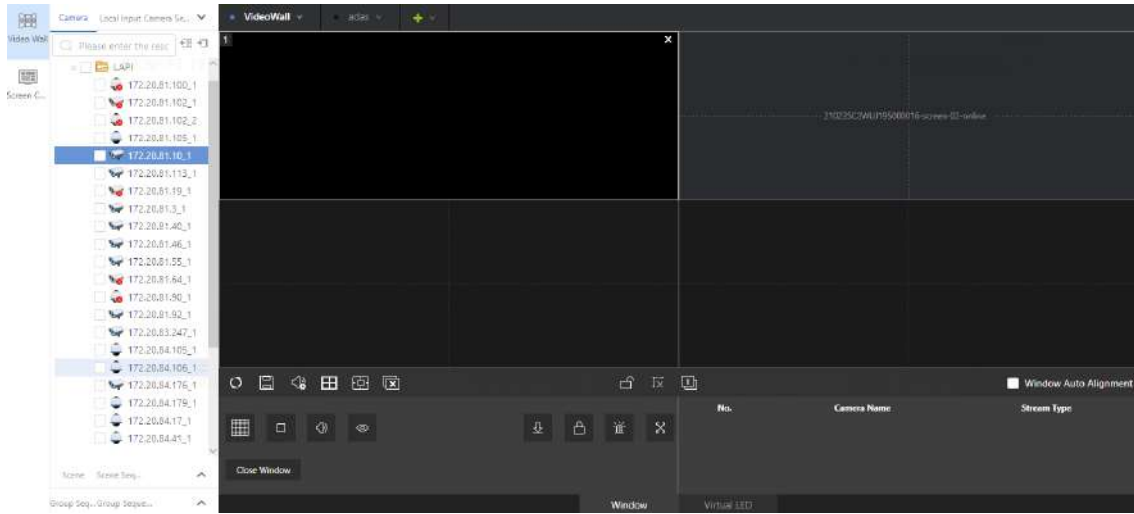 Camera Local Input Camera Se...
VideoWall
adas
Video Wall
Please enter the resc
1
LAPI
172.20.81.100_1
172.20.81.102_1
Screen C...
172.20.81.102_2
172.20.81.105_1
172.20.81.10_1
172.20.81.113_1
172.20.81.19_1
172.20.81.3_1
172.20.81.40_1
172.20.81.46_1
172.20.81.55_1
172.20.81.64_1
172.20.81.90_1
172.20.81.92_1
172.20.83.247_1
172.20.84.105_1
172.20.84.106_1
172.20.84.176_1
172.20.84.179_1
172.20.84.17_1
172.20.84.41_1
Window Auto Alignment
No. Camera Name Stream Type
Close Window
Scene Scene Seq...
Group Seq... Group Seque...
Window Virtual LED